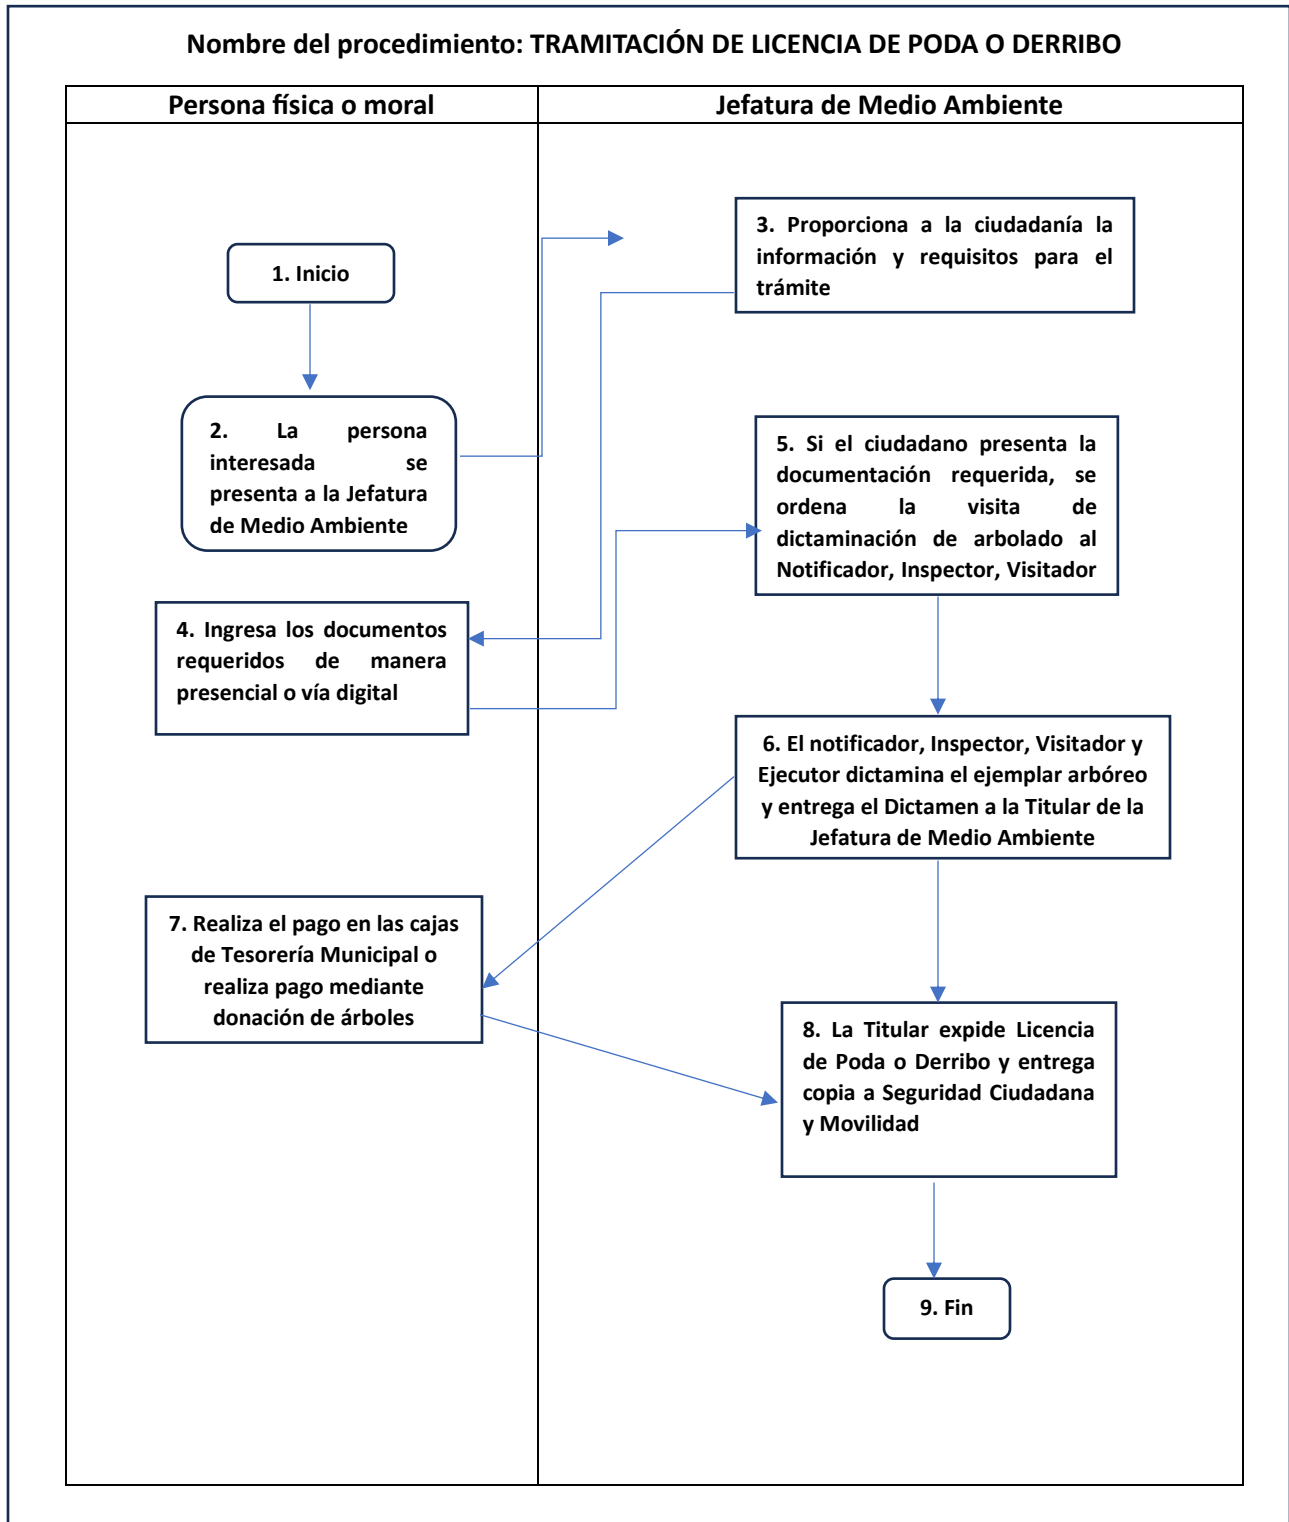 Nombre del procedimiento: TRAMITACIÓN DE LICENCIA DE PODA O DERRIBO
Persona física o moral
Jefatura de Medio Ambiente
1. Inicio
2. La persona
interesada se
presenta a la Jefatura
de Medio Ambiente
3. Proporciona a la ciudadanía la
información y requisitos para el
trámite
4. Ingresa los documentos
requeridos de manera
presencial o vía digital
5. Si el ciudadano presenta la
documentación requerida, se
ordena la visita de
dictaminación de arbolado al
Notificador, Inspector, Visitador
6. El notificador, Inspector, Visitador y
Ejecutor dictamina el ejemplar arbóreo
y entrega el Dictamen a la Titular de la
Jefatura de Medio Ambiente
7. Realiza el pago en las cajas
de Tesorería Municipal o
realiza pago mediante
donación de árboles
8. La Titular expide Licencia
de Poda o Derribo y entrega
copia a Seguridad Ciudadana
y Movilidad
9. Fin